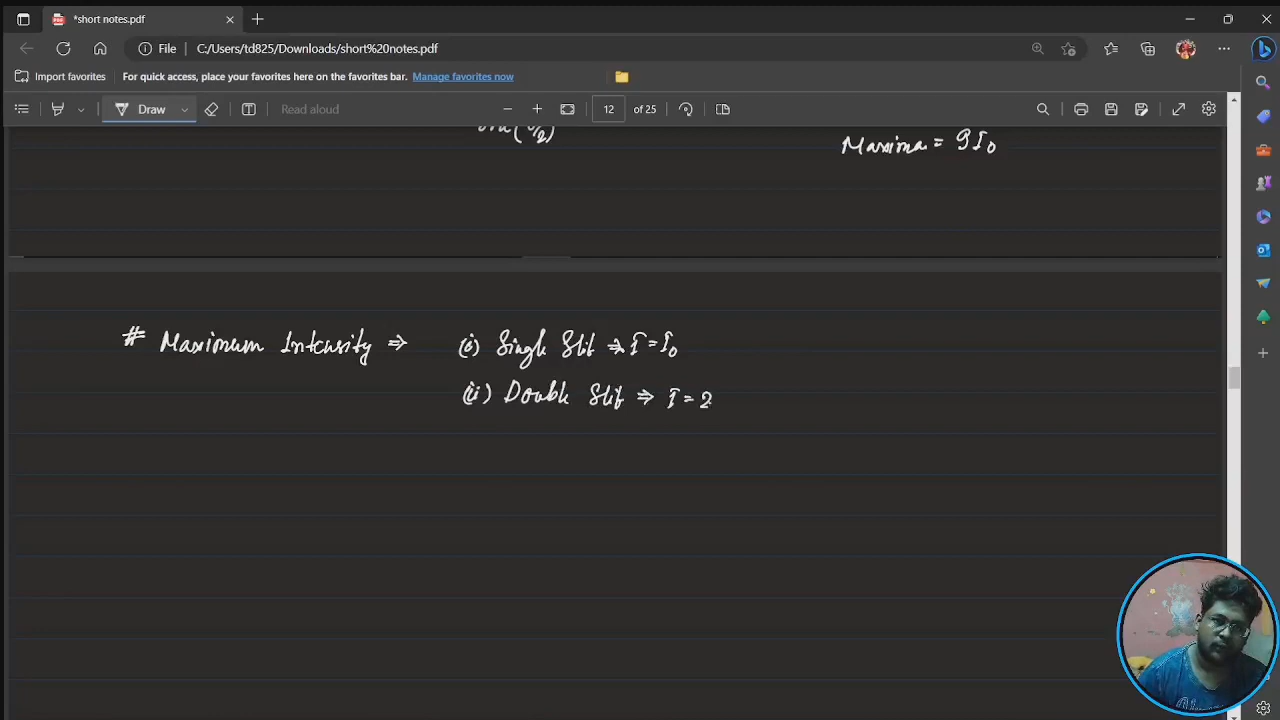 *short notes.pdf
File C:/Users/td825/Downloads/short%20notes.pdf
Import favorites For quick access, place your favorites here on the favorites bar. Manage favorites now
Draw Read aloud 12 of 25
Maxima = 9I₀
# Maximum Intensity ⇒ (i) Single Slit ⇒ I = I₀
(ii) Double Slit ⇒ I = 2